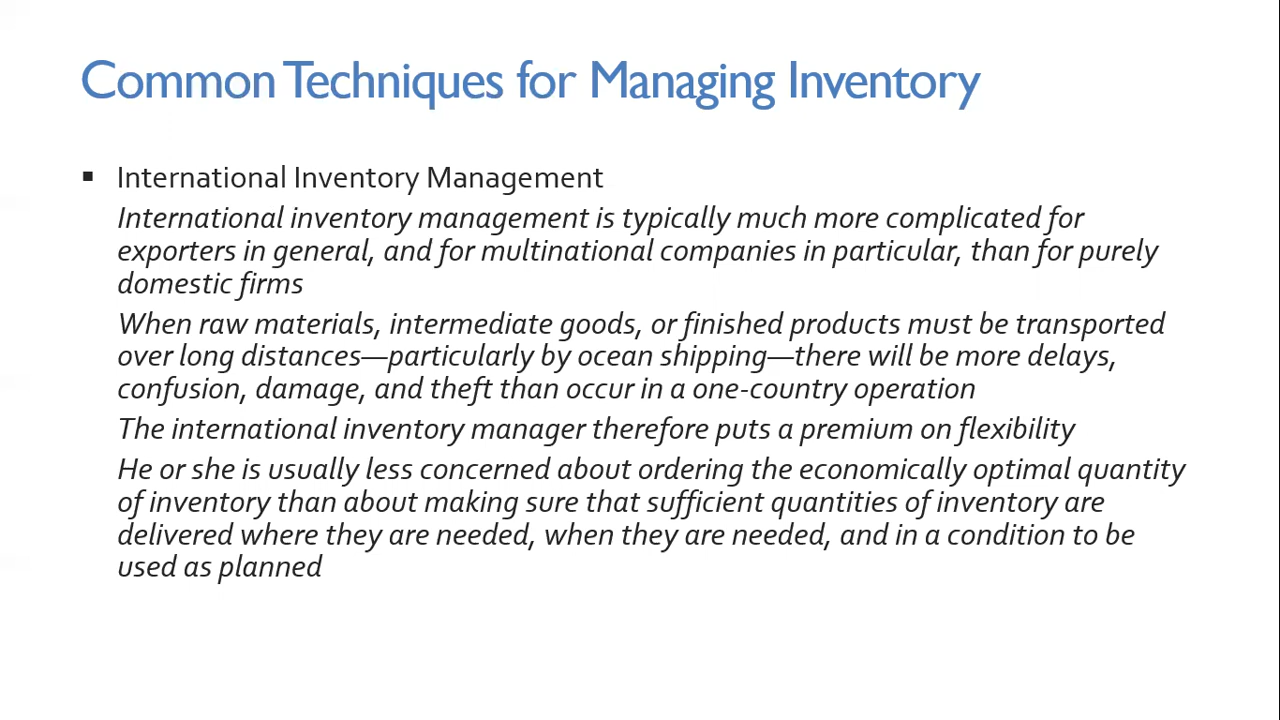 Common Techniques for Managing Inventory
▪ International Inventory Management
International inventory management is typically much more complicated for
exporters in general, and for multinational companies in particular, than for purely
domestic firms
When raw materials, intermediate goods, or finished products must be transported
over long distances—particularly by ocean shipping—there will be more delays,
confusion, damage, and theft than occur in a one-country operation
The international inventory manager therefore puts a premium on flexibility
He or she is usually less concerned about ordering the economically optimal quantity
of inventory than about making sure that sufficient quantities of inventory are
delivered where they are needed, when they are needed, and in a condition to be
used as planned